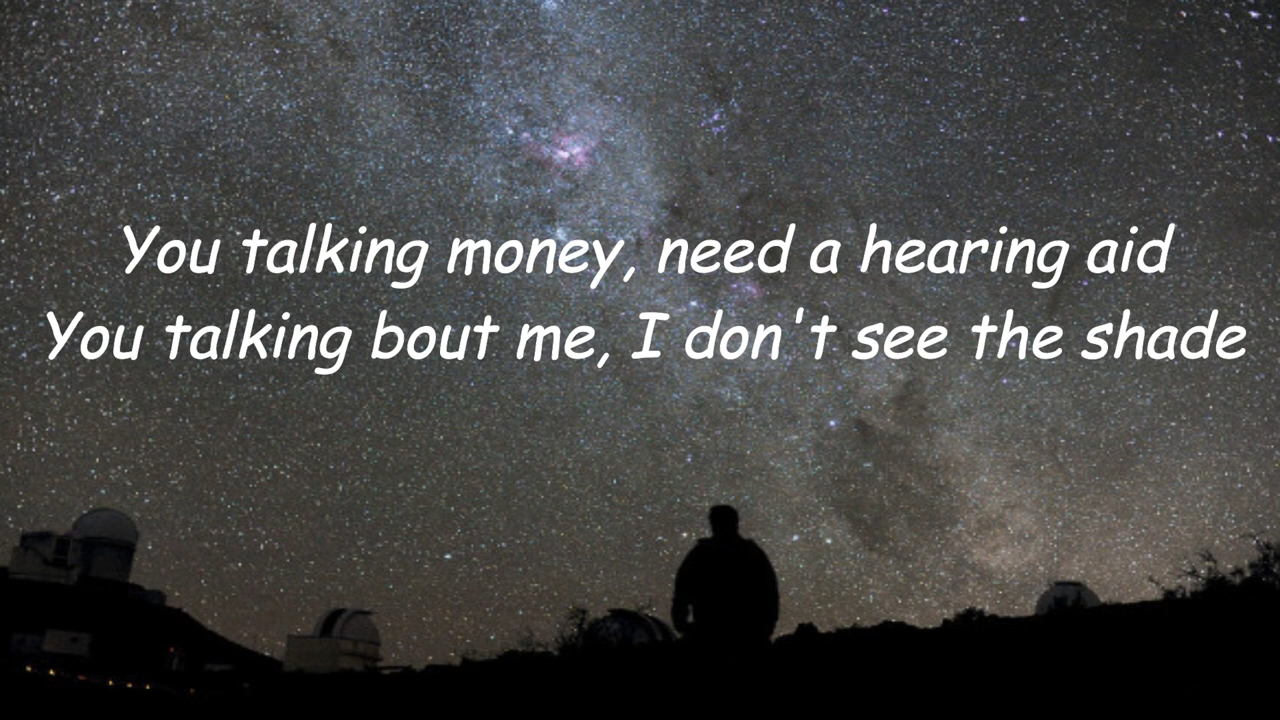 You talking money, need a hearing aid
You talking bout me, I don't see the shade